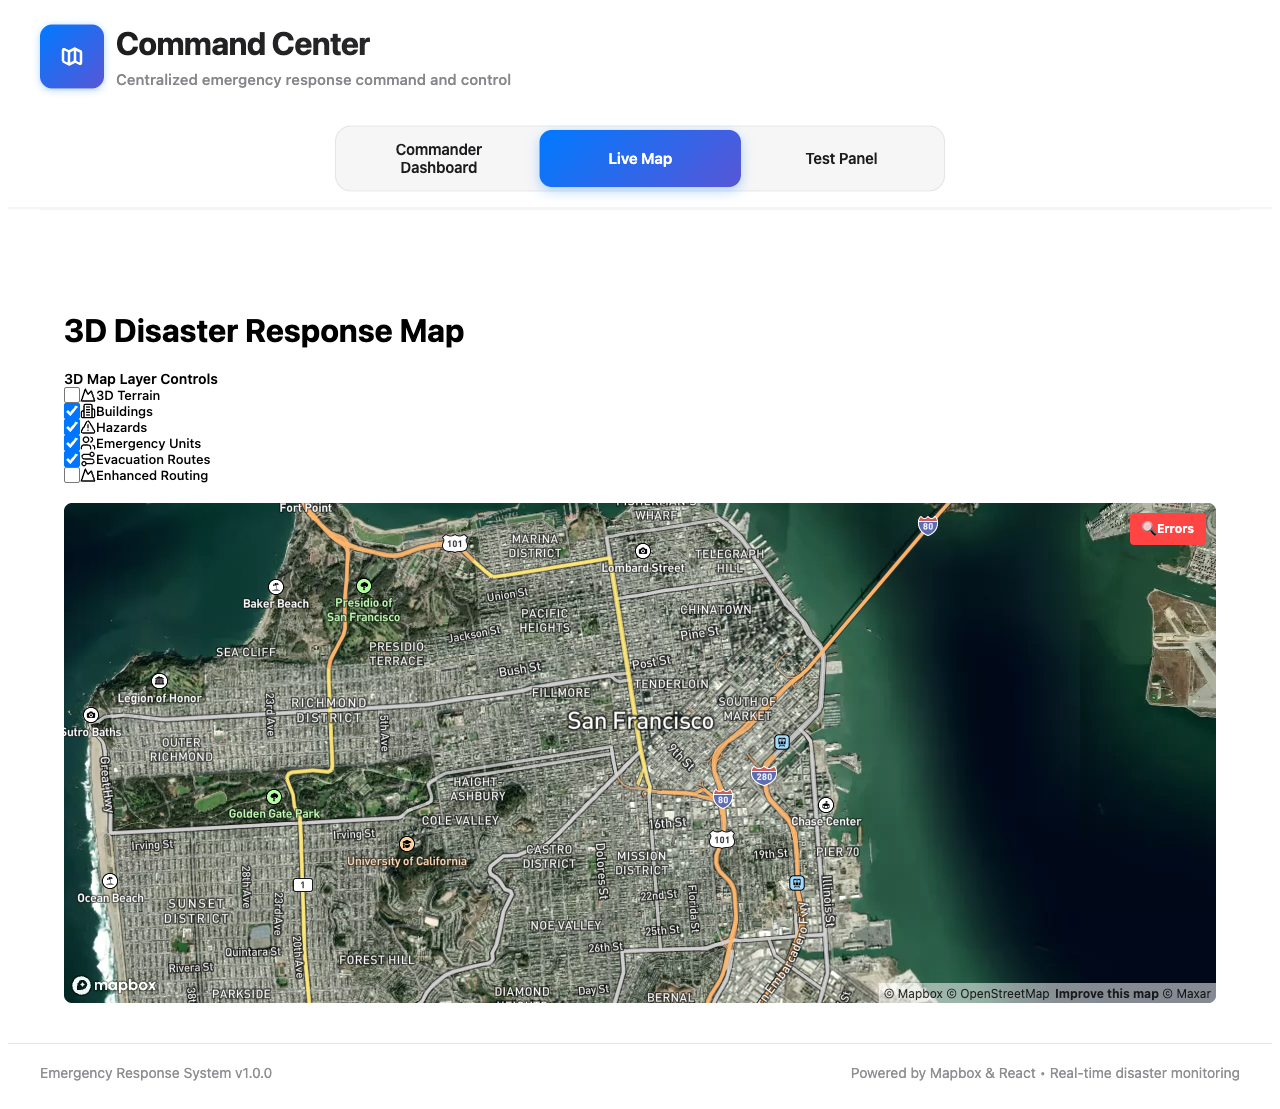 Command Center
Centralized emergency response command and control
Commander
Dashboard
Live Map
Test Panel
3D Disaster Response Map
3D Map Layer Controls
3D Terrain
Buildings
Hazards
Emergency Units
Evacuation Routes
Enhanced Routing
Fort Point
FISHERMAN'S
WHARF
80
Errors
101
MARINA
DISTRICT
Lombard Street
TELEGRAPH
HILL
Baker Beach
Presidio of
San Francisco
Union St
CHINATOWN
PACIFIC
HEIGHTS
Jackson St
Pine St
SEA CLIFF
PRESIDIO
TERRACE
Bush St
Post St
Legion of Honor
FILLMORE
TENDERLOIN
23rd Ave
RICHMOND
DISTRICT
5th Ave
SOUTH OF
MARKET
San Francisco
Sutro Baths
OUTER
RICHMOND
9th St
Great Hwy
280
HAIGHT-
ASHBURY
80
Golden Gate Park
COLE VALLEY
16th St
Chase Center
Irving St
Irving St
101
University of California
CASTRO
DISTRICT
Dolores St
MISSION
DISTRICT
19th St
PIER 70
1
Ocean Beach
28th Ave
23rd Ave
22nd St
Florida St
Illinois St
SUNSET
DISTRICT
NOE VALLEY
25th St
20th Ave
Quintara St
26th St
FOREST HILL
Rivera St
mapbox
38th
PARKSIDE
DIAMOND
HEIGHTS
Day St
BERNAL
Embarcadero Fwy
St
© Mapbox © OpenStreetMap Improve this map © Maxar
Emergency Response System v1.0.0
Powered by Mapbox & React • Real-time disaster monitoring